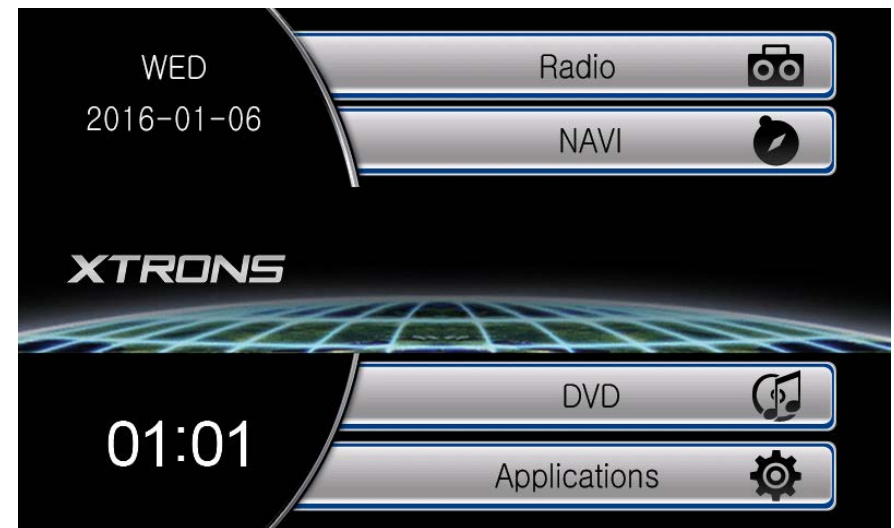 WED
2016-01-06
Radio
NAVI
XTRONS
DVD
01:01
Applications